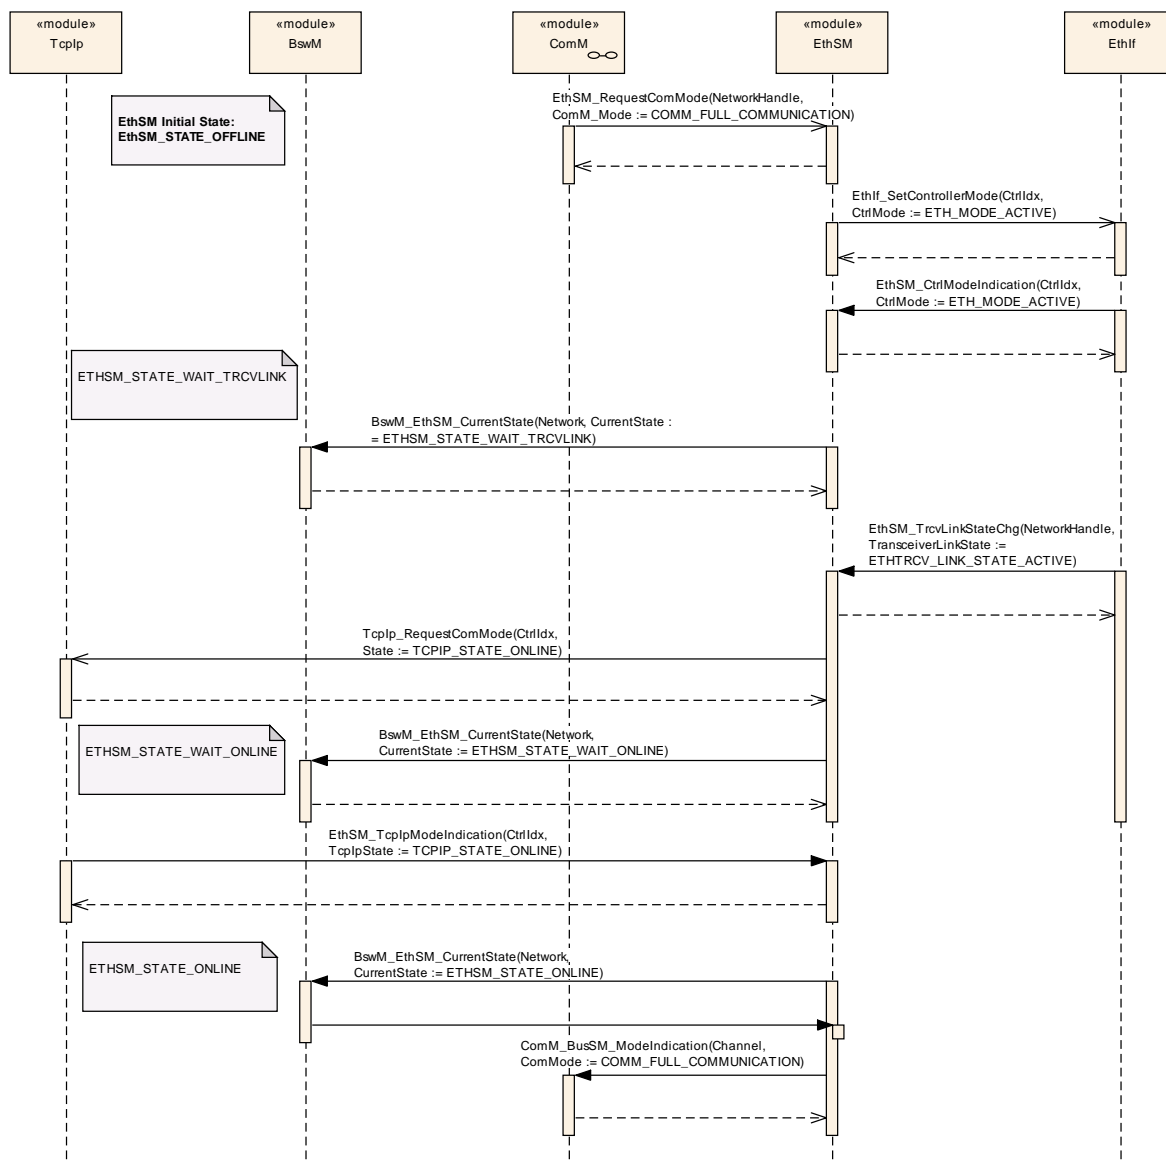 «module»
TcpIp
«module»
BswM
«module»
ComM
«module»
EthSM
«module»
EthIf
EthSM Initial State:
EthSM_STATE_OFFLINE
EthSM_RequestComMode(NetworkHandle,
ComM_Mode := COMM_FULL_COMMUNICATION)
EthIf_SetControllerMode(CtrlIdx,
CtrlMode := ETH_MODE_ACTIVE)
EthSM_CtrlModeIndication(CtrlIdx,
CtrlMode := ETH_MODE_ACTIVE)
ETHSM_STATE_WAIT_TRCVLINK
BswM_EthSM_CurrentState(Network, CurrentState :
= ETHSM_STATE_WAIT_TRCVLINK)
EthSM_TrcvLinkStateChg(NetworkHandle,
TransceiverLinkState :=
ETHTRCV_LINK_STATE_ACTIVE)
TcpIp_RequestComMode(CtrlIdx,
State := TCPIP_STATE_ONLINE)
ETHSM_STATE_WAIT_ONLINE
BswM_EthSM_CurrentState(Network,
CurrentState := ETHSM_STATE_WAIT_ONLINE)
EthSM_TcpIpModeIndication(CtrlIdx,
TcpIpState := TCPIP_STATE_ONLINE)
ETHSM_STATE_ONLINE
BswM_EthSM_CurrentState(Network,
CurrentState := ETHSM_STATE_ONLINE)
ComM_BusSM_ModeIndication(Channel,
ComMode := COMM_FULL_COMMUNICATION)